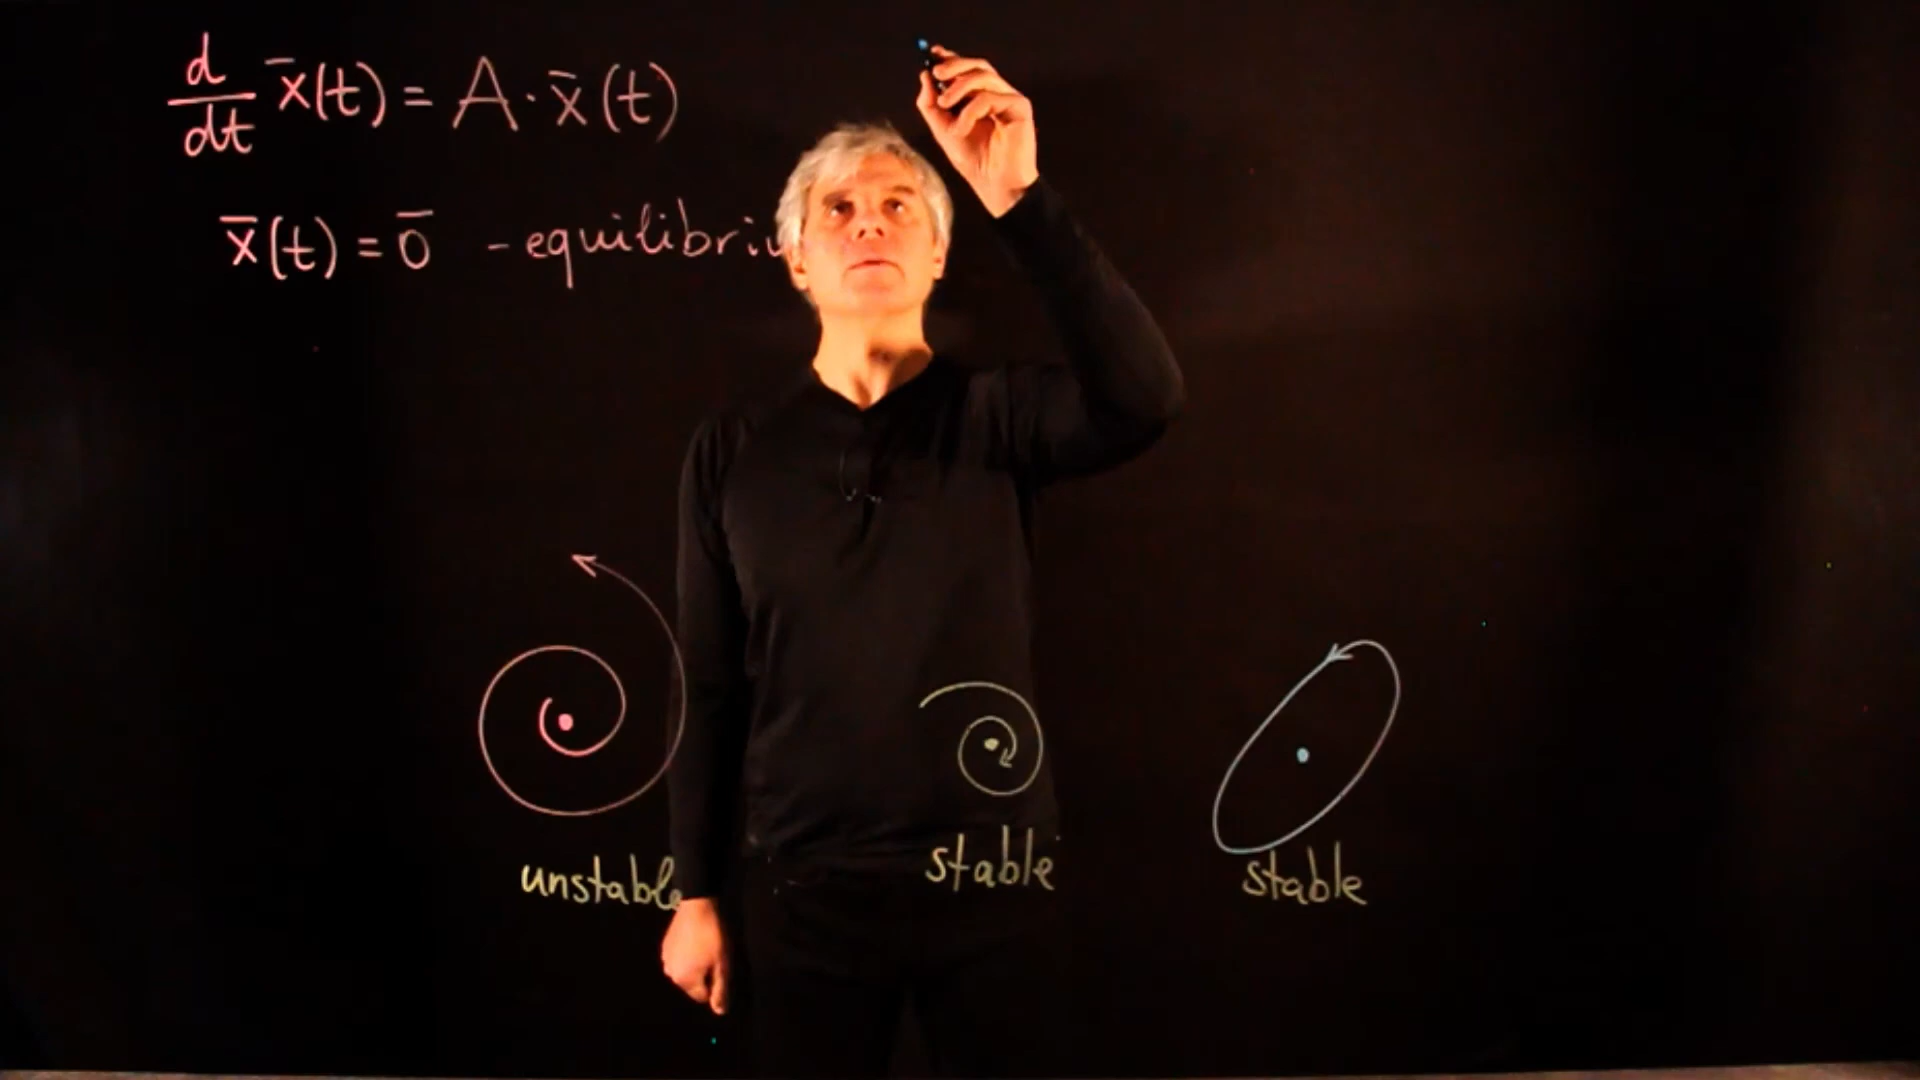 d/dt x̄(t) = A · x̄(t)
x̄(t) = 0̄ - equilibriu
unstable
stable
stable